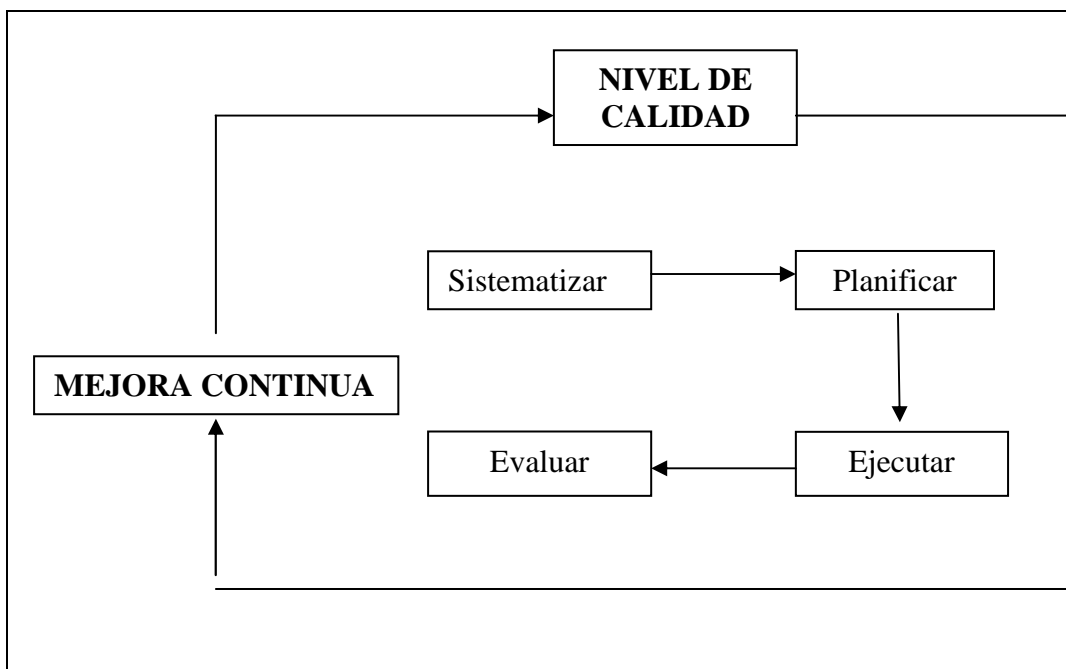 NIVEL DE
CALIDAD
Sistematizar
Planificar
MEJORA CONTINUA
Evaluar
Ejecutar